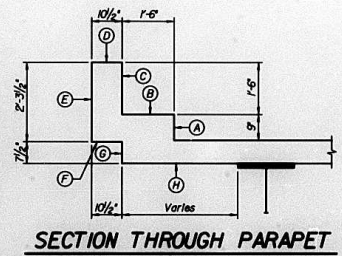 10½" 1'-6"
D
C
E
B
2'-3½"
1'-6"
A
9"
7½"
G
F
H
10½" Varies
SECTION THROUGH PARAPET